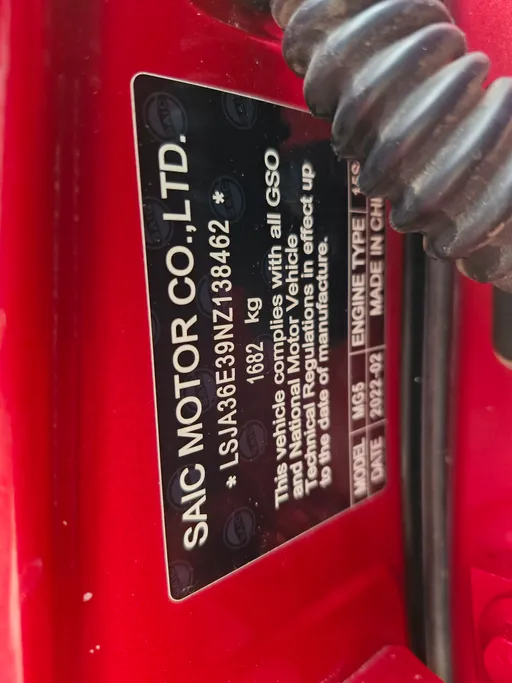 SAIC MOTOR CO.,LTD.
* LSJA36E39NZ138462 *
1682 kg
This vehicle complies with all GSO
and National Motor Vehicle
Technical Regulations in effect up
to the date of manufacture.
MODEL MG5 ENGINE TYPE
DATE 2022-02 MADE IN